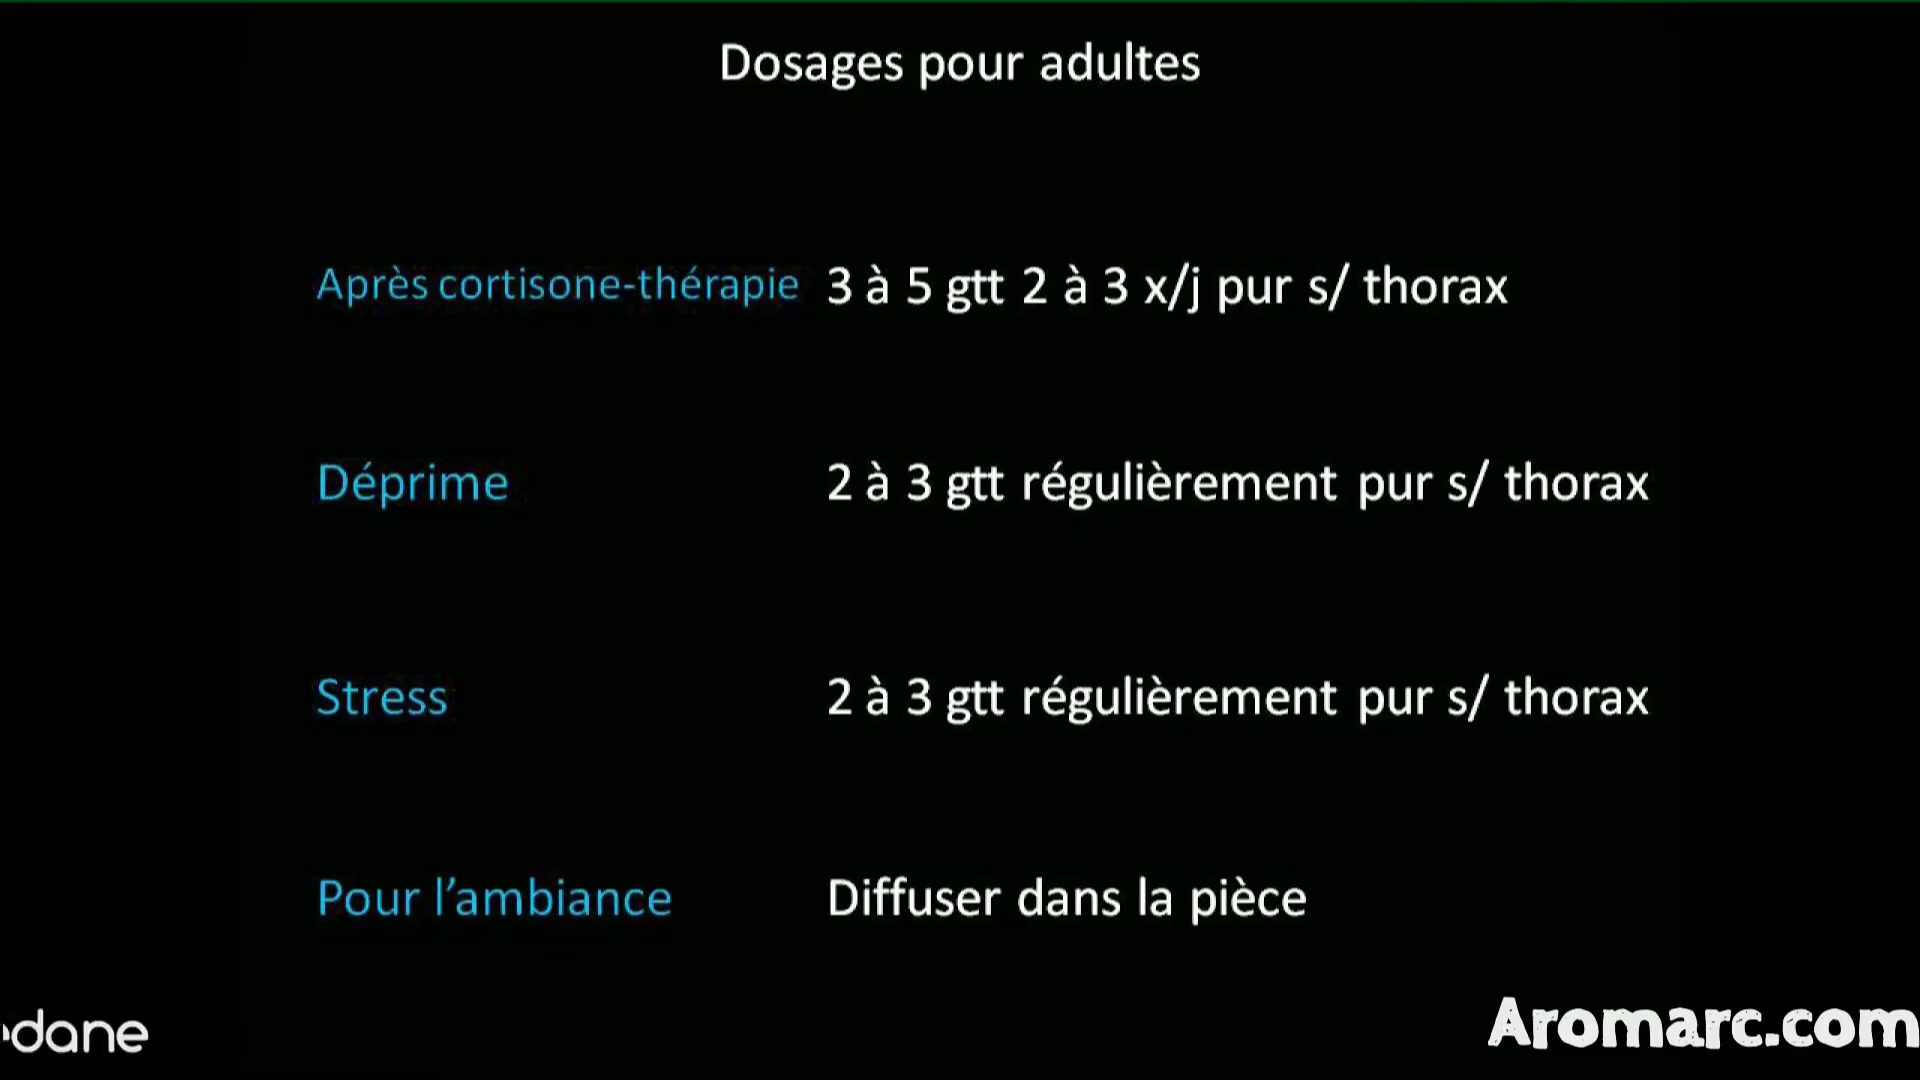 Dosages pour adultes
Après cortisone-thérapie 3 à 5 gtt 2 à 3 x/j pur s/ thorax
Déprime 2 à 3 gtt régulièrement pur s/ thorax
Stress 2 à 3 gtt régulièrement pur s/ thorax
Pour l’ambiance Diffuser dans la pièce
dane
Aromarc.com